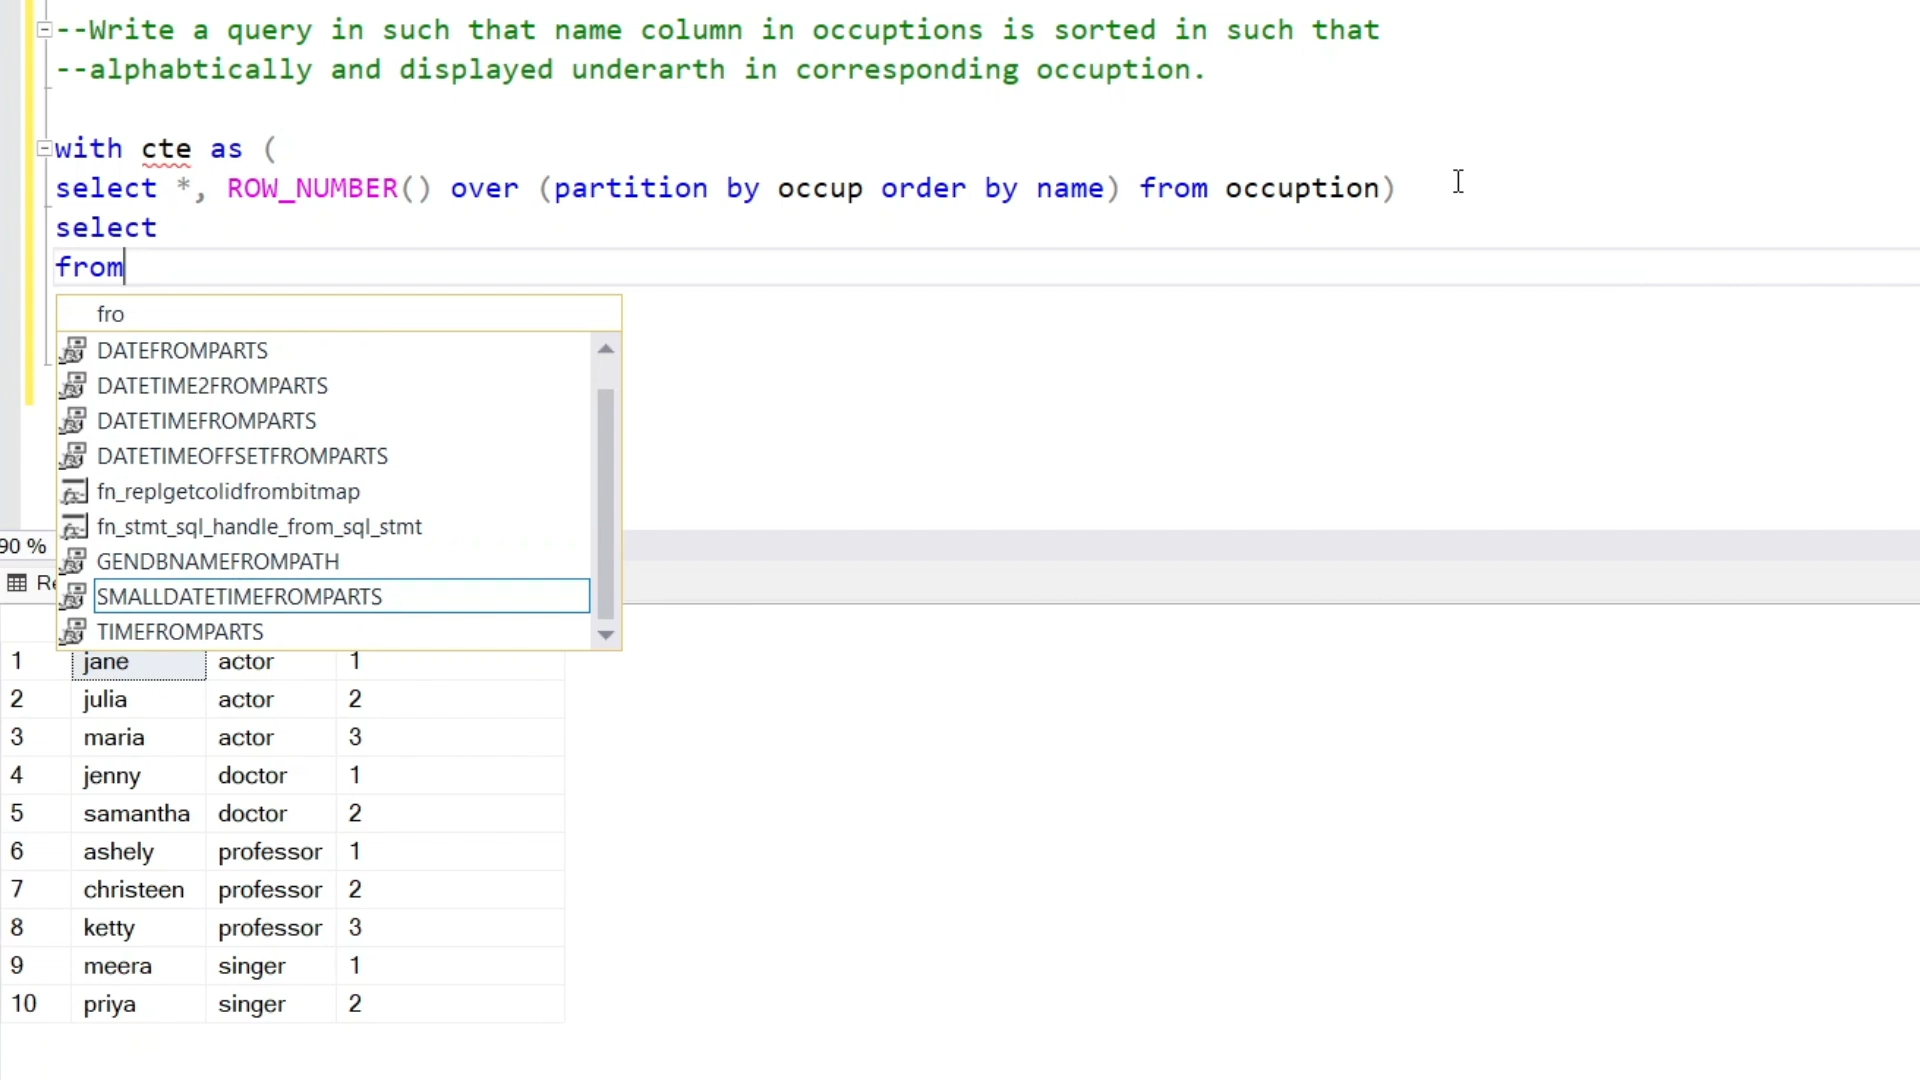 --Write a query in such that name column in occuptions is sorted in such that
--alphabtically and displayed underarth in corresponding occuption.
with cte as (
select *, ROW_NUMBER() over (partition by occup order by name) from occuption)
select
from
fro
DATEFROMPARTS
DATETIME2FROMPARTS
DATETIMEFROMPARTS
DATETIMEOFFSETFROMPARTS
fn_replgetcolidfrombitmap
fn_stmt_sql_handle_from_sql_stmt
90 %
GENDBNAMEFROMPATH
Re
SMALLDATETIMEFROMPARTS
TIMEFROMPARTS
1 jane actor 1
2 julia actor 2
3 maria actor 3
4 jenny doctor 1
5 samantha doctor 2
6 ashely professor 1
7 christeen professor 2
8 ketty professor 3
9 meera singer 1
10 priya singer 2